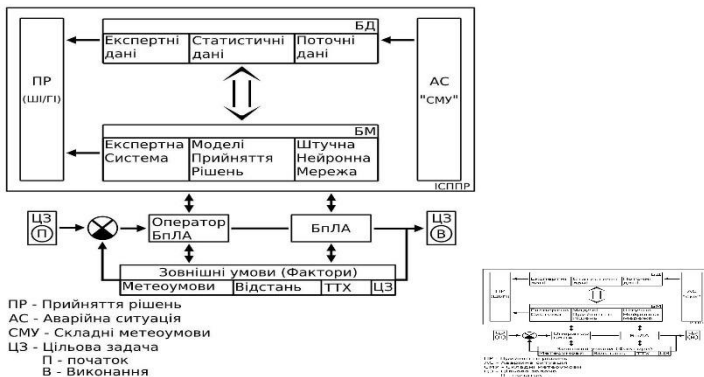 БД
Експертні дані
Статистичні дані
Поточні дані
ПР
(ШІ/ГІ)
АС
"СМУ"
БМ
Експертна Система
Моделі Прийняття Рішень
Штучна Нейронна Мережа
ІСППР
ЦЗ
П
Оператор БпЛА
БпЛА
ЦЗ
В
Зовнішні умови (Фактори)
Метеоумови Відстань ТТХ ЦЗ
ПР - Прийняття рішень
АС - Аварійна ситуація
СМУ - Складні метеоумови
ЦЗ - Цільова задача
П - початок
В - Виконання